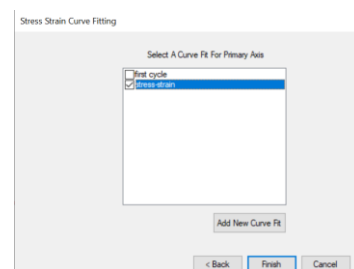 Stress Strain Curve Fitting
Select A Curve Fit For Primary Axis
first cycle
stress-strain
Add New Curve Fit
< Back Finish Cancel